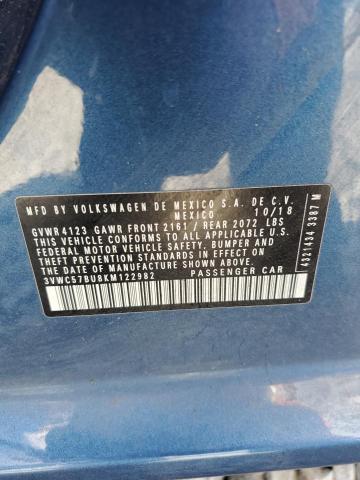 MFD BY VOLKSWAGEN DE MEXICO S.A. DE C.V.
MEXICO 10/18
GVWR 4123 GAWR FRONT 2161 / REAR 2072 LBS
THIS VEHICLE CONFORMS TO ALL APPLICABLE U.S.
FEDERAL MOTOR VEHICLE SAFETY, BUMPER AND
THEFT PREVENTION STANDARDS IN EFFECT ON
DATE OF MANUFACTURE SHOWN ABOVE.
3VWC57BU8KM122982 PASSENGER CAR
4321434 3387 M